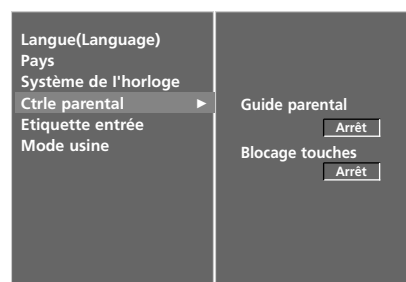 Langue(Language)
Pays
Système de I'horloge
Ctrle parental ►
Etiquette entrée
Mode usine
Guide parental
Arrêt
Blocage touches
Arrêt